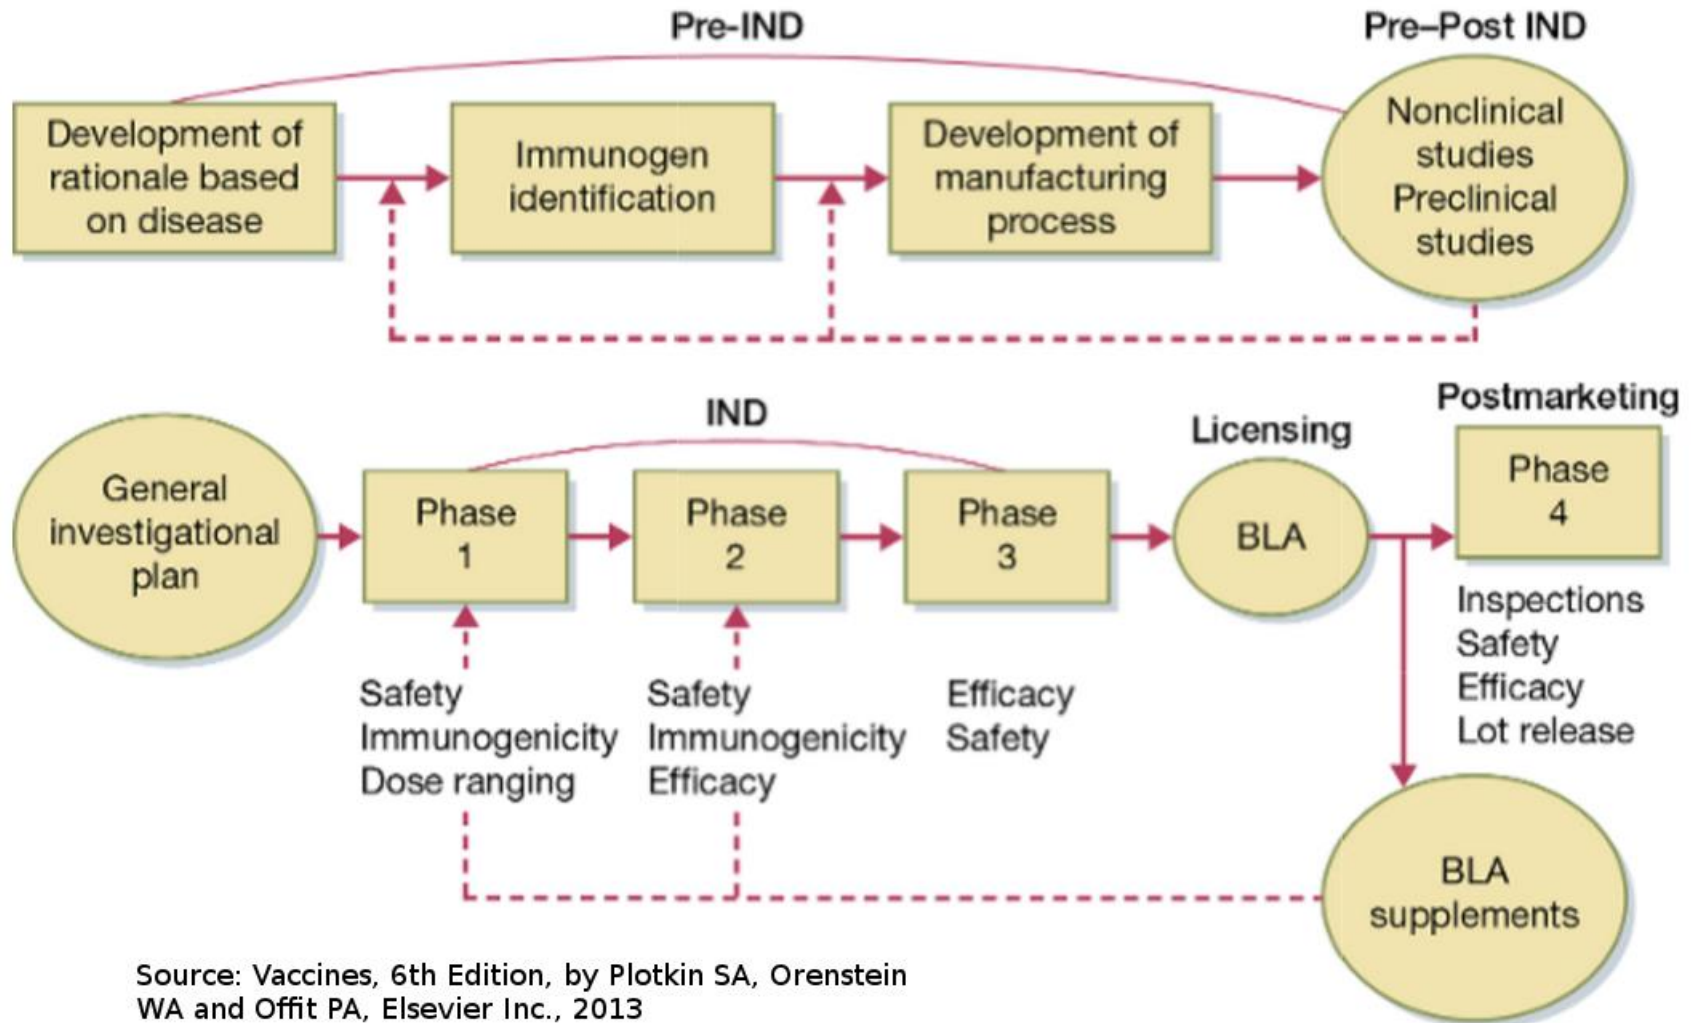 Pre-IND
Pre–Post IND
Development of
rationale based
on disease
Immunogen
identification
Development of
manufacturing
process
Nonclinical
studies
Preclinical
studies
General
investigational
plan
IND
Phase
1
Phase
2
Phase
3
Licensing
BLA
Postmarketing
Phase
4
Safety
Immunogenicity
Dose ranging
Safety
Immunogenicity
Efficacy
Efficacy
Safety
Inspections
Safety
Efficacy
Lot release
BLA
supplements
Source: Vaccines, 6th Edition, by Plotkin SA, Orenstein
WA and Offit PA, Elsevier Inc., 2013